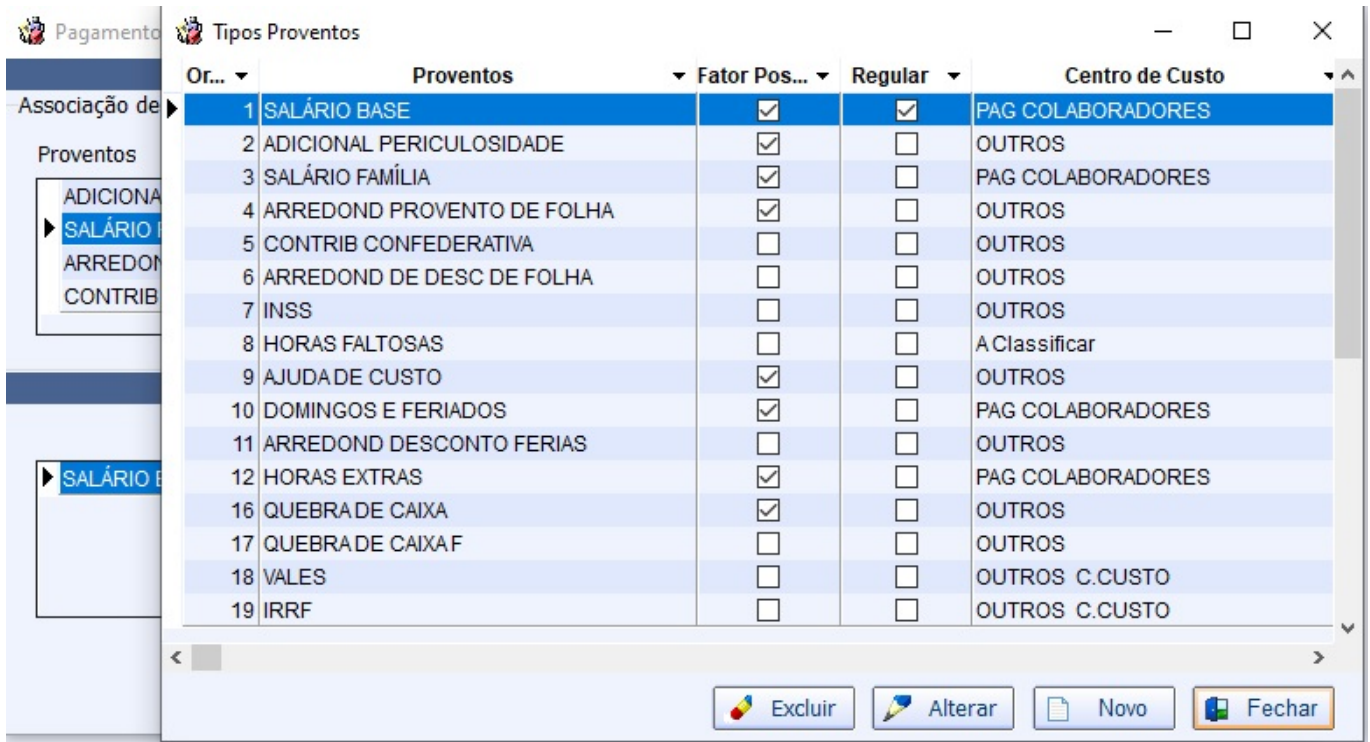 Pagamento
Tipos Proventos
Or... Proventos Fator Pos... Regular Centro de Custo
Associação de
Proventos
ADICIONA
SALÁRIO
ARREDON
CONTRIB
SALÁRIO
1 SALÁRIO BASE PAG COLABORADORES
2 ADICIONAL PERICULOSIDADE OUTROS
3 SALÁRIO FAMÍLIA PAG COLABORADORES
4 ARREDOND PROVENTO DE FOLHA OUTROS
5 CONTRIB CONFEDERATIVA OUTROS
6 ARREDOND DE DESC DE FOLHA OUTROS
7 INSS OUTROS
8 HORAS FALTOSAS A Classificar
9 AJUDA DE CUSTO OUTROS
10 DOMINGOS E FERIADOS PAG COLABORADORES
11 ARREDOND DESCONTO FERIAS OUTROS
12 HORAS EXTRAS PAG COLABORADORES
16 QUEBRA DE CAIXA OUTROS
17 QUEBRA DE CAIXA F OUTROS
18 VALES OUTROS C.CUSTO
19 IRRF OUTROS C.CUSTO
Excluir Alterar Novo Fechar